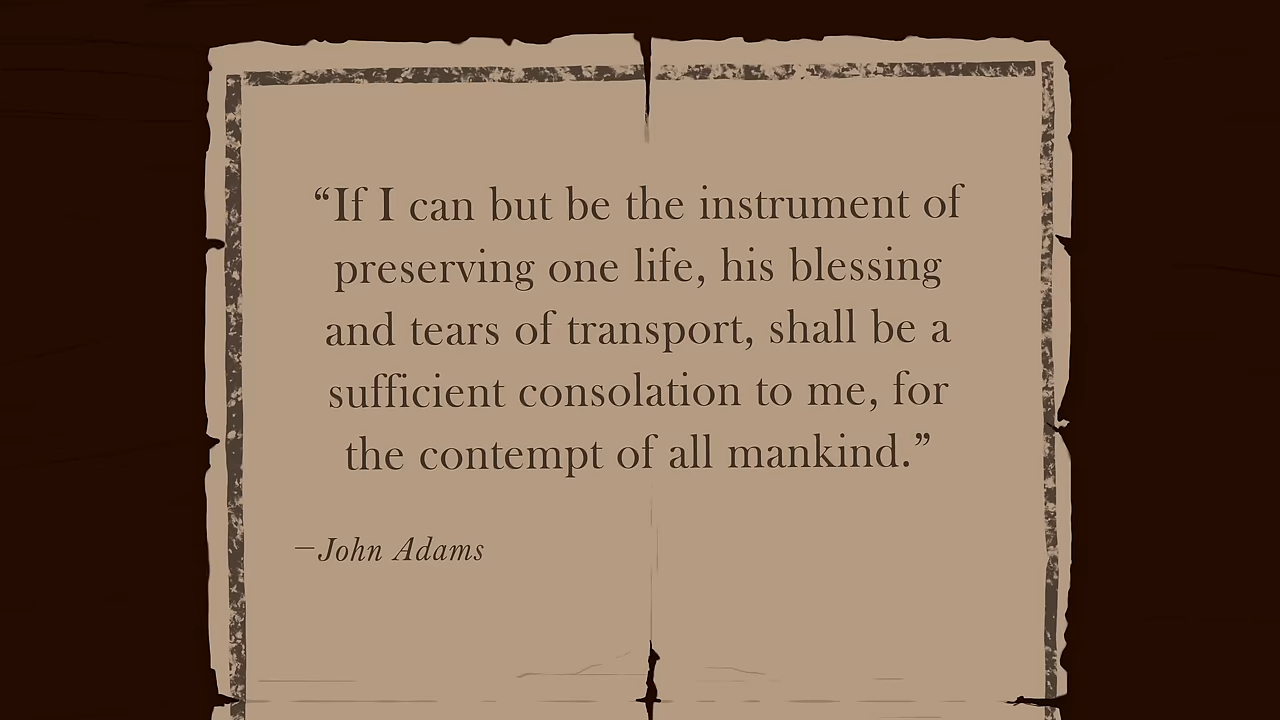 “If I can but be the instrument of
preserving one life, his blessing
and tears of transport, shall be a
sufficient consolation to me, for
the contempt of all mankind.”
—John Adams